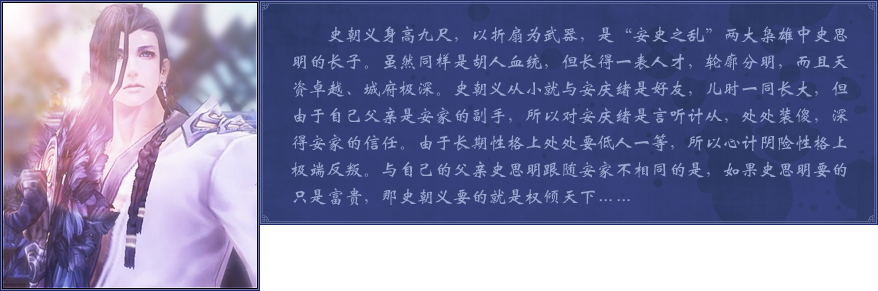 史朝义身高九尺，以折扇为武器，是“安史之乱”两大枭雄中史思
明的长子。虽然同样是胡人血统，但长得一表人才，轮廓分明，而且天
资卓越、城府极深。史朝义从小就与安庆绪是好友，儿时一同长大，但
由于自己父亲是安家的副手，所以对安庆绪是言听计从，处处装傻，深
得安家的信任。由于长期性格上处处要低人一等，所以心计阴险性格上
极端反叛。与自己的父亲史思明跟随安家不相同的是，如果史思明要的
只是富贵，那史朝义要的就是权倾天下……